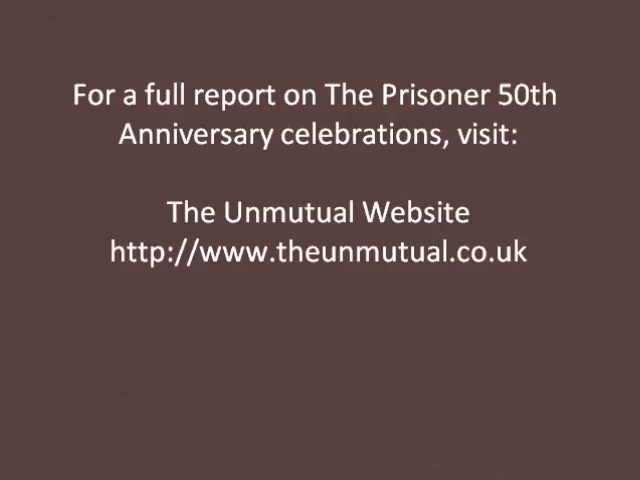 For a full report on The Prisoner 50th
Anniversary celebrations, visit:
The Unmutual Website
http://www.theunmutual.co.uk